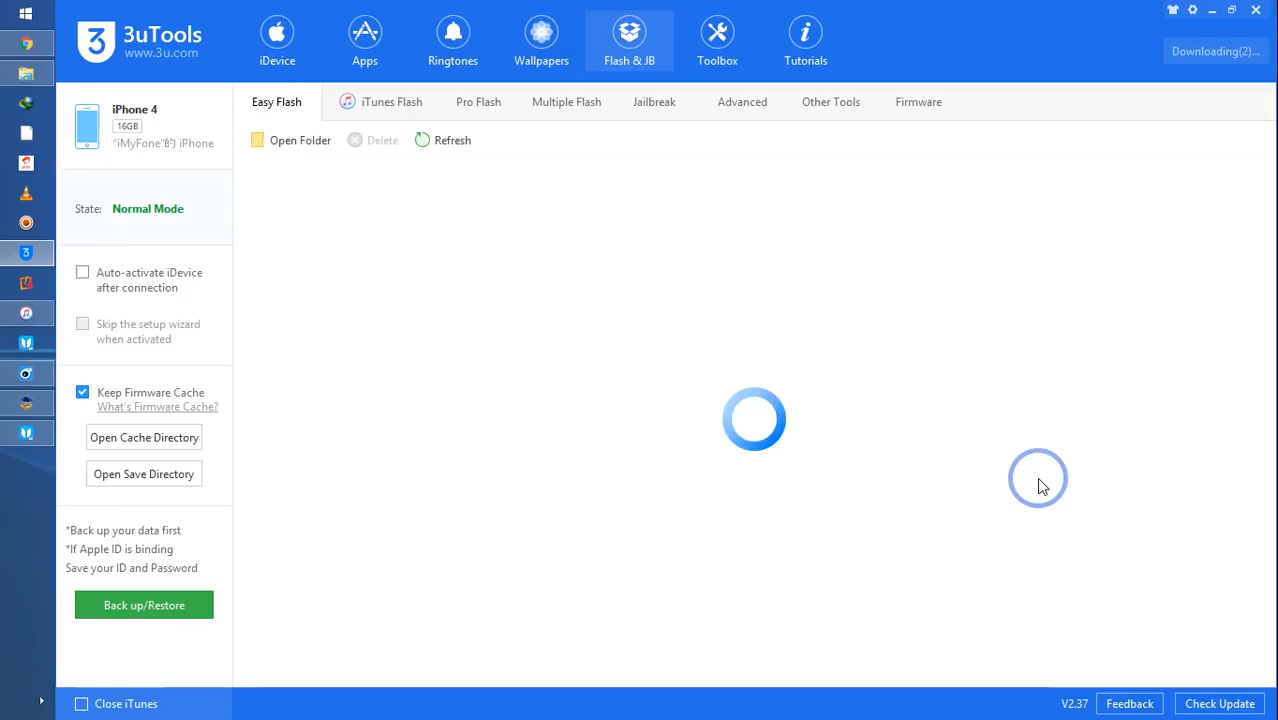 3uTools
www.3u.com
iDevice
Apps
Ringtones
Wallpapers
Flash & JB
Toolbox
Tutorials
Downloading(2)...
iPhone 4
16GB
"iMyFone"的 iPhone
Easy Flash
iTunes Flash
Pro Flash
Multiple Flash
Jailbreak
Advanced
Other Tools
Firmware
Open Folder
Delete
Refresh
State: Normal Mode
Auto-activate iDevice
after connection
Skip the setup wizard
when activated
Keep Firmware Cache
What's Firmware Cache?
Open Cache Directory
Open Save Directory
*Back up your data first
*If Apple ID is binding
Save your ID and Password
Back up/Restore
Close iTunes
V2.37
Feedback
Check Update